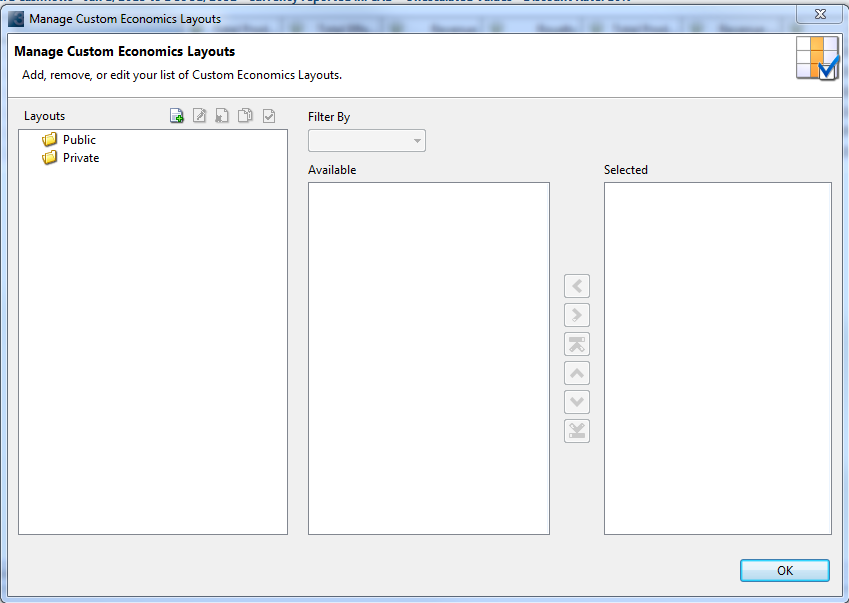 Manage Custom Economics Layouts
Manage Custom Economics Layouts
Add, remove, or edit your list of Custom Economics Layouts.
Layouts
Filter By
Public
Private
Available
Selected
OK